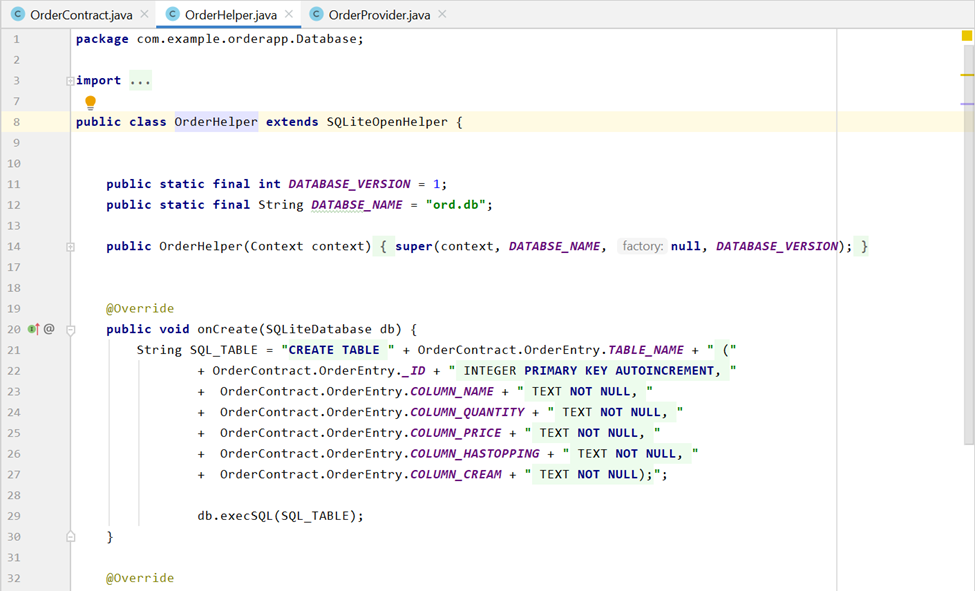 OrderContract.java OrderHelper.java OrderProvider.java
1 package com.example.orderapp.Database;
2
3 import ...
7
8 public class OrderHelper extends SQLiteOpenHelper {
9
10
11 public static final int DATABASE_VERSION = 1;
12 public static final String DATABSE_NAME = "ord.db";
13
14 public OrderHelper(Context context) { super(context, DATABSE_NAME, factory: null, DATABASE_VERSION); }
17
18
19 @Override
20 @ public void onCreate(SQLiteDatabase db) {
21 String SQL_TABLE = "CREATE TABLE " + OrderContract.OrderEntry.TABLE_NAME + " ("
22 + OrderContract.OrderEntry._ID + " INTEGER PRIMARY KEY AUTOINCREMENT, "
23 + OrderContract.OrderEntry.COLUMN_NAME + " TEXT NOT NULL, "
24 + OrderContract.OrderEntry.COLUMN_QUANTITY + " TEXT NOT NULL, "
25 + OrderContract.OrderEntry.COLUMN_PRICE + " TEXT NOT NULL, "
26 + OrderContract.OrderEntry.COLUMN_HASTOPPING + " TEXT NOT NULL, "
27 + OrderContract.OrderEntry.COLUMN_CREAM + " TEXT NOT NULL);";
28
29 db.execSQL(SQL_TABLE);
30 }
31
32 @Override